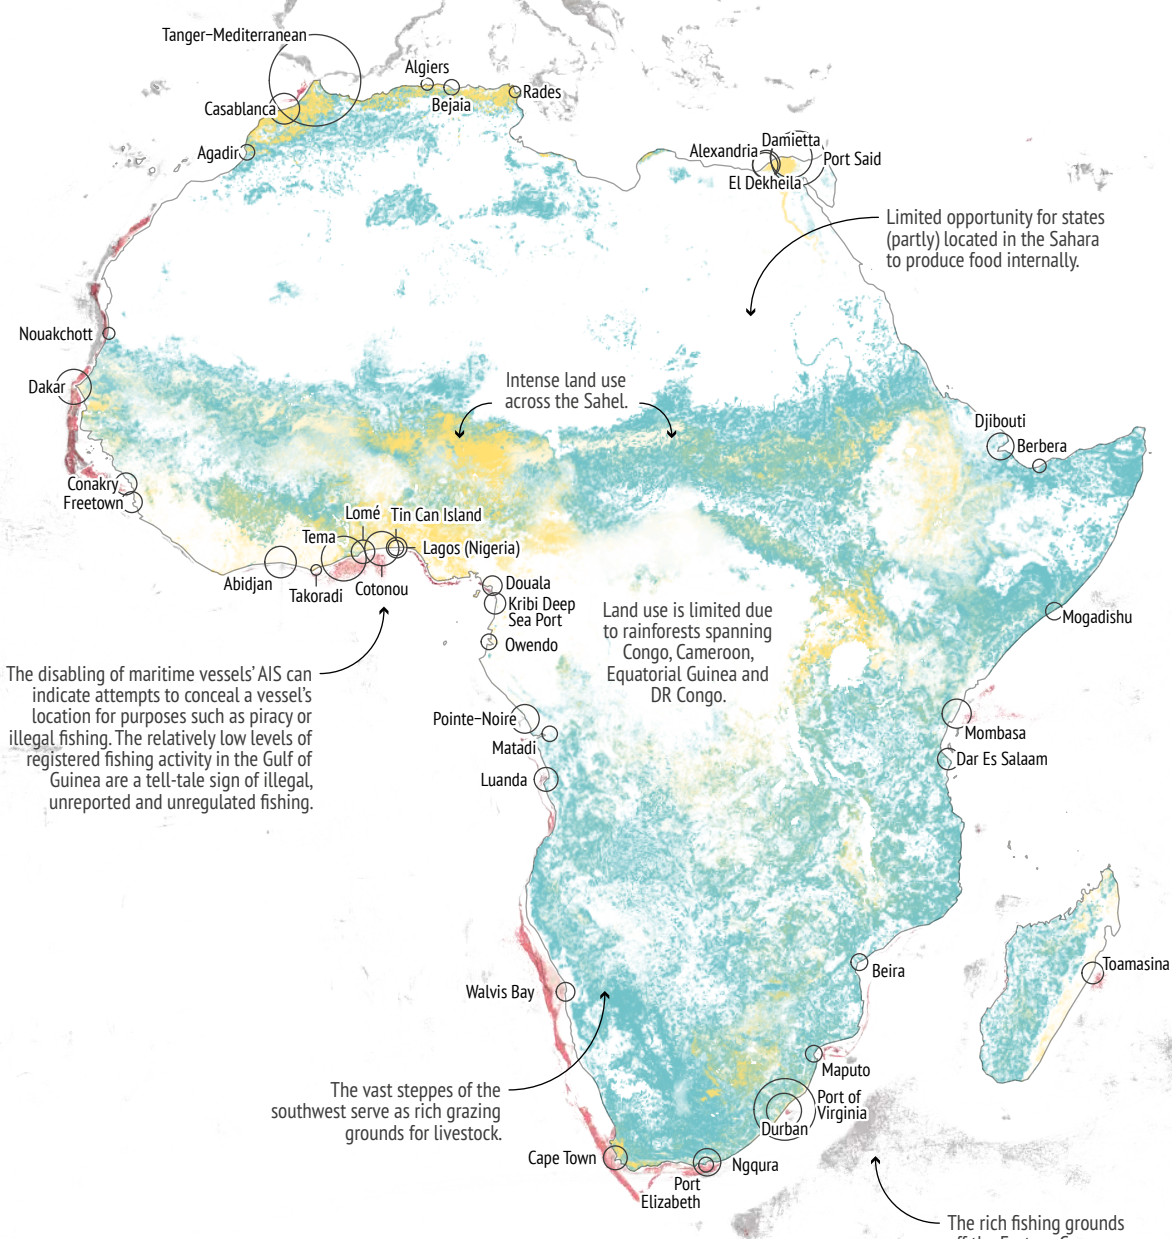 Tanger–Mediterranean
Algiers
Casablanca
Bejaia
Rades
Agadir
Damietta
Alexandria
Port Said
El Dekheila
Limited opportunity for states
(partly) located in the Sahara
to produce food internally.
Nouakchott
Dakar
Intense land use
across the Sahel.
Djibouti
Berbera
Conakry
Freetown
Lomé
Tin Can Island
Tema
Lagos (Nigeria)
Abidjan
Takoradi
Cotonou
Douala
Kribi Deep
Sea Port
Owendo
Land use is limited due
to rainforests spanning
Congo, Cameroon,
Equatorial Guinea and
DR Congo.
Mogadishu
The disabling of maritime vessels’ AIS can
indicate attempts to conceal a vessel’s
location for purposes such as piracy or
illegal fishing. The relatively low levels of
registered fishing activity in the Gulf of
Guinea are a tell-tale sign of illegal,
unreported and unregulated fishing.
Pointe–Noire
Matadi
Luanda
Mombasa
Dar Es Salaam
Walvis Bay
Beira
Toamasina
Maputo
The vast steppes of the
southwest serve as rich grazing
grounds for livestock.
Port of
Virginia
Durban
Cape Town
Ngqura
Port
Elizabeth
The rich fishing grounds